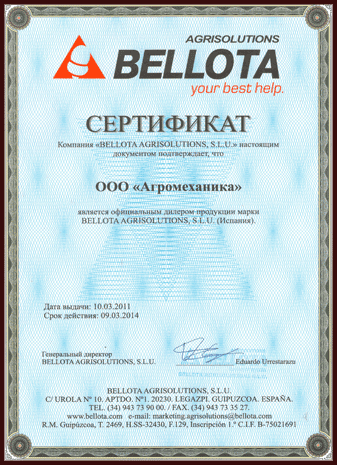 AGRISOLUTIONS
BELLOTA
your best help.
СЕРТИФИКАТ
Компания «BELLOTA AGRISOLUTIONS, S.L.U.» настоящим
документом подтверждает, что
ООО «Агромеханика»
является официальным дилером продукции марки
BELLOTA AGRISOLUTIONS, S.L.U. (Испания).
Дата выдачи: 10.03.2011
Срок действия: 09.03.2014
Генеральный директор
BELLOTA AGRISOLUTIONS, S.L.U.
Eduardo Urrestarazu
BELLOTA AGRISOLUTIONS, S.L.U.
C/ UROLA Nº 10. APTDO. Nº1. 20230. LEGAZPI. GUIPUZCOA. ESPAÑA.
TEL. (34) 943 73 90 00. / FAX. (34) 943 73 35 27.
www.bellota.com e-mail: marketing.agrisolutions@bellota.com
R.M. Guipúzcoa, T. 2469, H.SS-32430, F.129, Inscripción 1.ª C.I.F. B-75021691